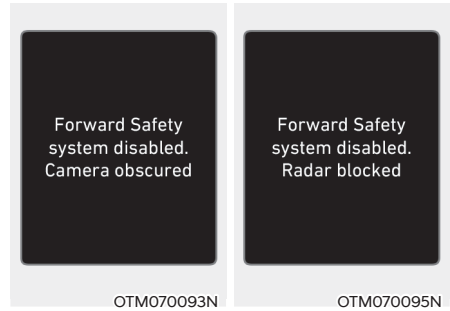 Forward Safety
system disabled.
Camera obscured
OTM070093N
Forward Safety
system disabled.
Radar blocked
OTM070095N